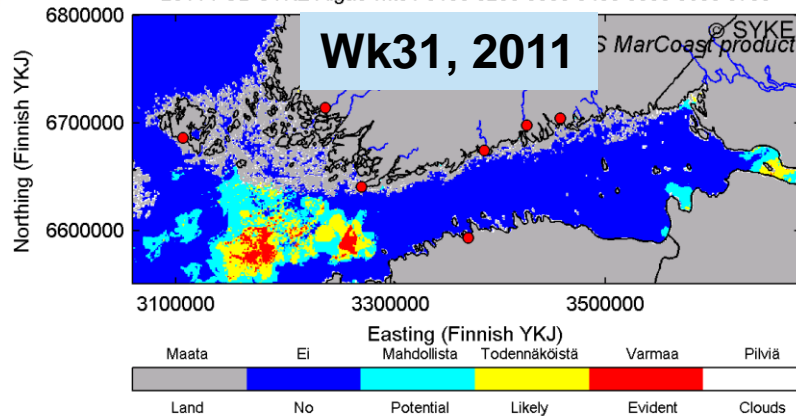 6800000
Wk31, 2011
SYKE
S MarCoast product
6700000
6600000
Northing (Finnish YKJ)
3100000 3300000 3500000
Easting (Finnish YKJ)
Maata Ei Mahdollista Todennäköistä Varmaa Pilviä
Land No Potential Likely Evident Clouds